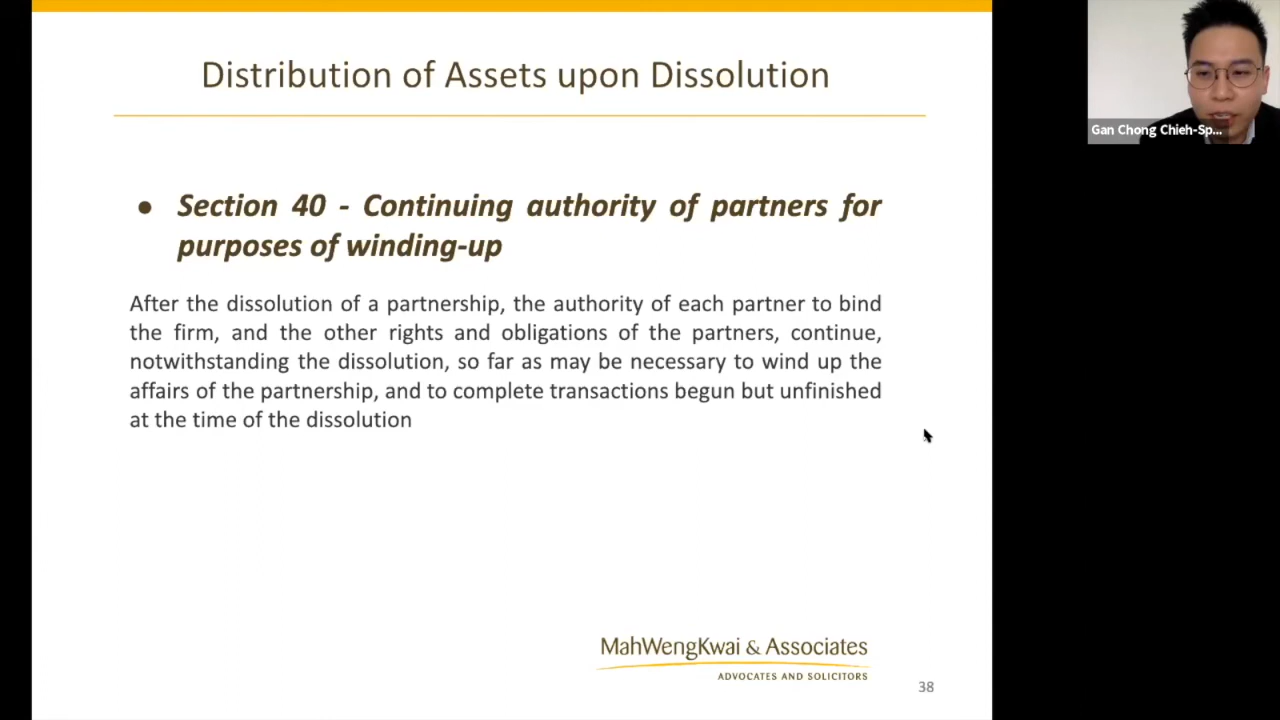 Distribution of Assets upon Dissolution
Gan Chong Chieh-Sp...
● Section 40 - Continuing authority of partners for
purposes of winding-up
After the dissolution of a partnership, the authority of each partner to bind
the firm, and the other rights and obligations of the partners, continue,
notwithstanding the dissolution, so far as may be necessary to wind up the
affairs of the partnership, and to complete transactions begun but unfinished
at the time of the dissolution
MahWengKwai & Associates
ADVOCATES AND SOLICITORS
38